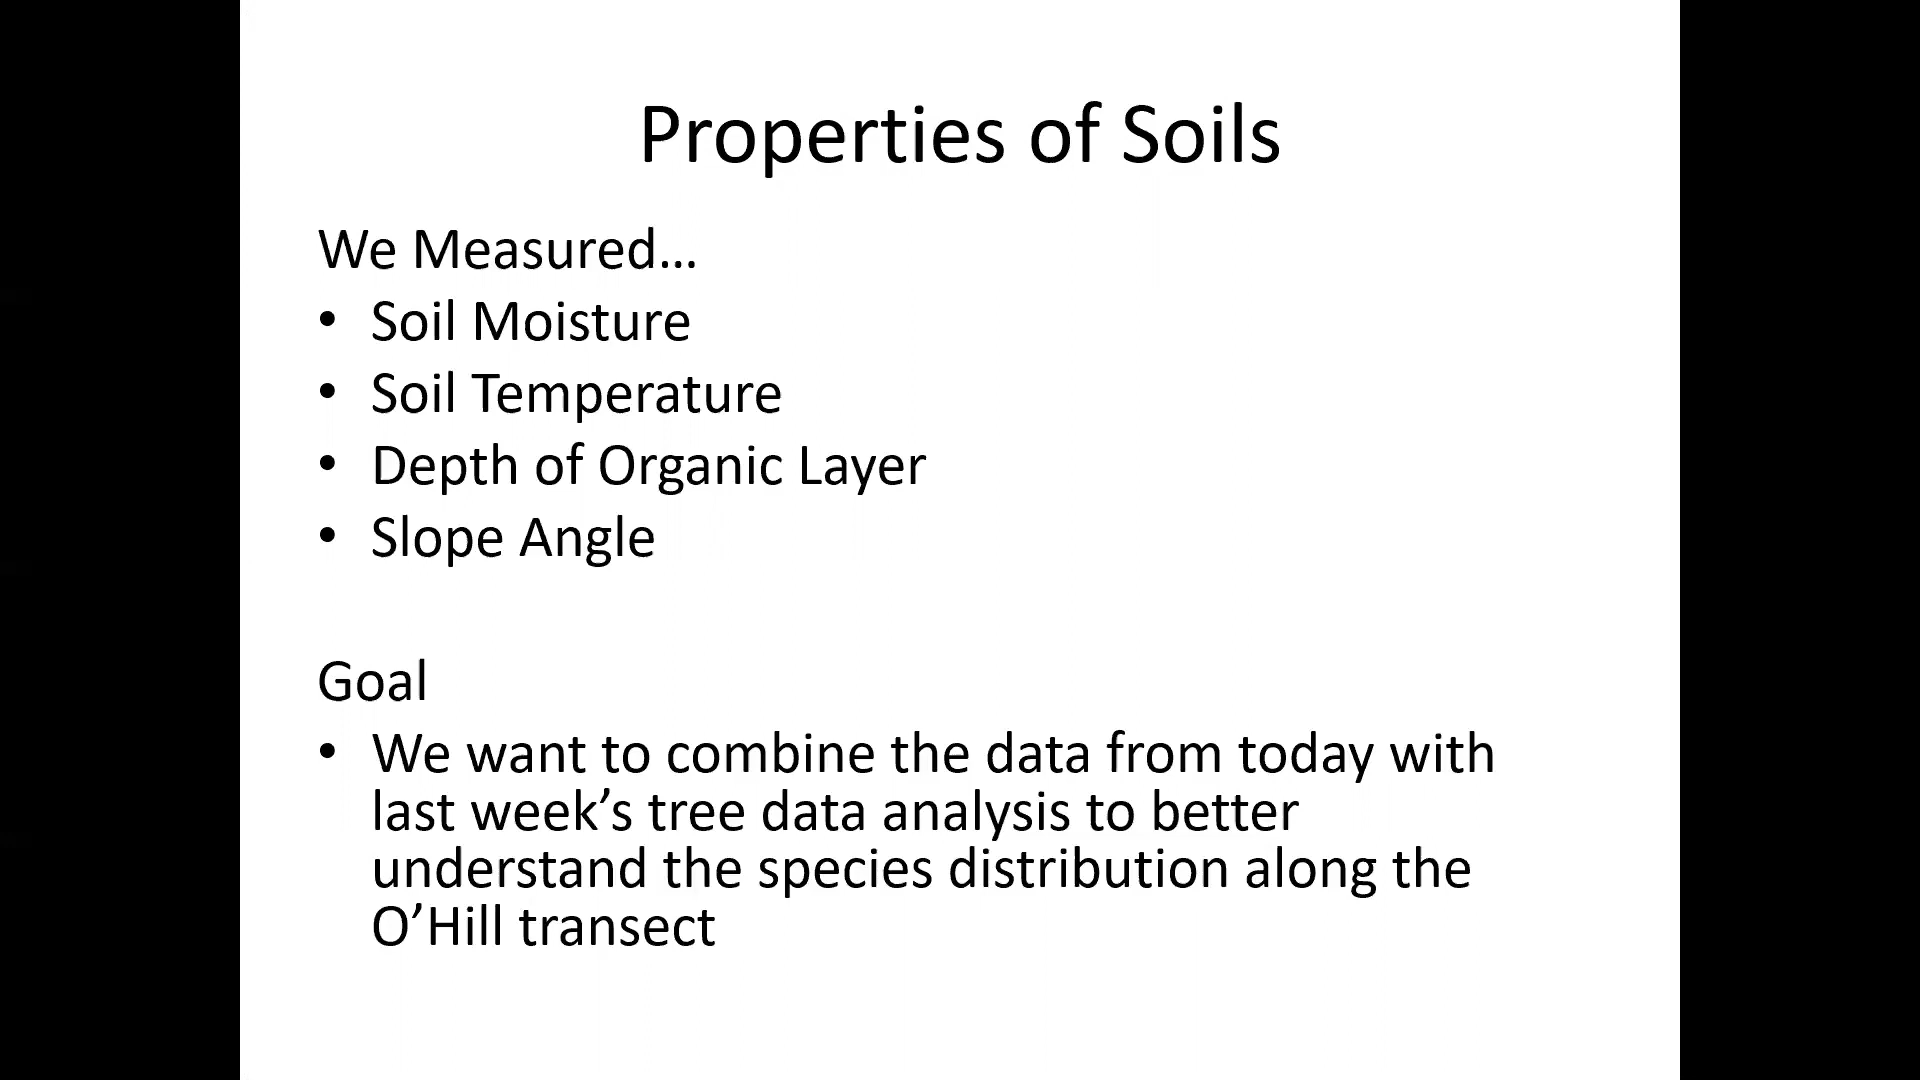 Properties of Soils
We Measured…
• Soil Moisture
• Soil Temperature
• Depth of Organic Layer
• Slope Angle
Goal
• We want to combine the data from today with
last week’s tree data analysis to better
understand the species distribution along the
O’Hill transect